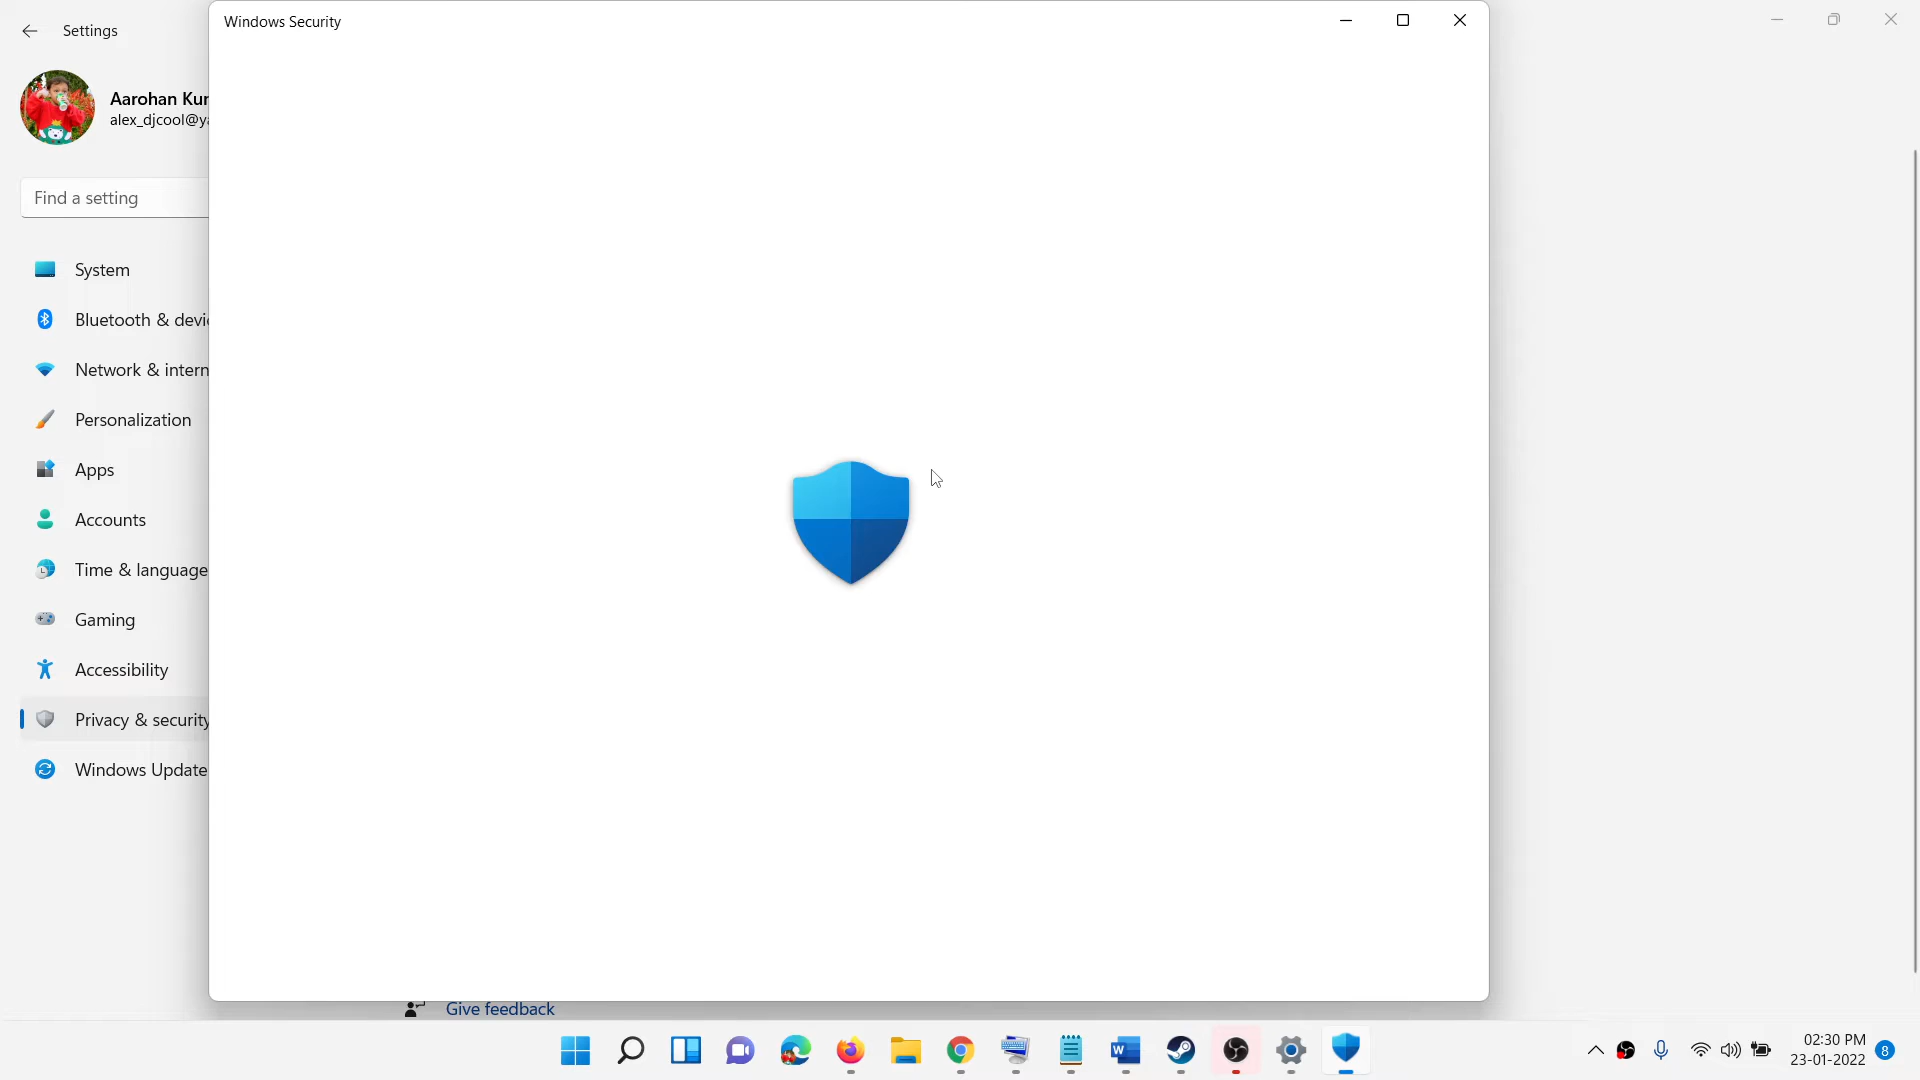 Settings
Windows Security
Aarohan Kur
alex_djcool@ya
Find a setting
System
Bluetooth & devi
Network & intern
Personalization
Apps
Accounts
Time & language
Gaming
Accessibility
Privacy & security
Windows Update
Give feedback
02:30 PM
23-01-2022
8